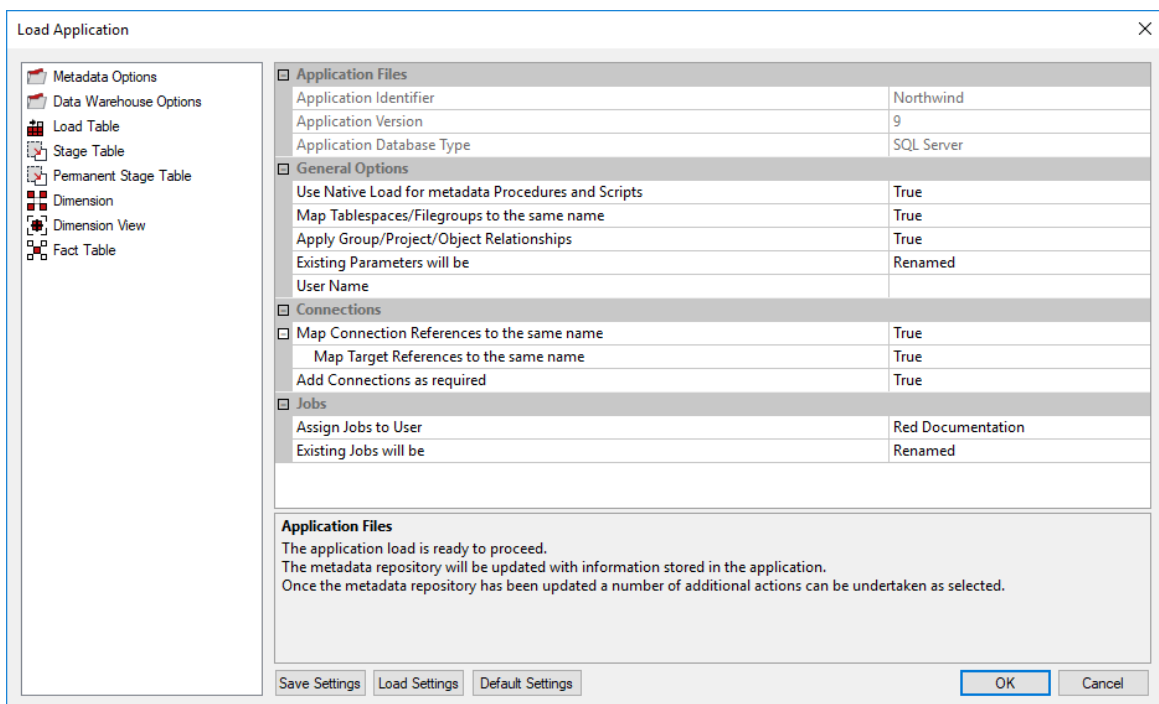 Load Application
Metadata Options
Data Warehouse Options
Load Table
Stage Table
Permanent Stage Table
Dimension
Dimension View
Fact Table
Application Files
Application Identifier Northwind
Application Version 9
Application Database Type SQL Server
General Options
Use Native Load for metadata Procedures and Scripts True
Map Tablespaces/Filegroups to the same name True
Apply Group/Project/Object Relationships True
Existing Parameters will be Renamed
User Name
Connections
Map Connection References to the same name True
Map Target References to the same name True
Add Connections as required True
Jobs
Assign Jobs to User Red Documentation
Existing Jobs will be Renamed
Application Files
The application load is ready to proceed.
The metadata repository will be updated with information stored in the application.
Once the metadata repository has been updated a number of additional actions can be undertaken as selected.
Save Settings Load Settings Default Settings OK Cancel